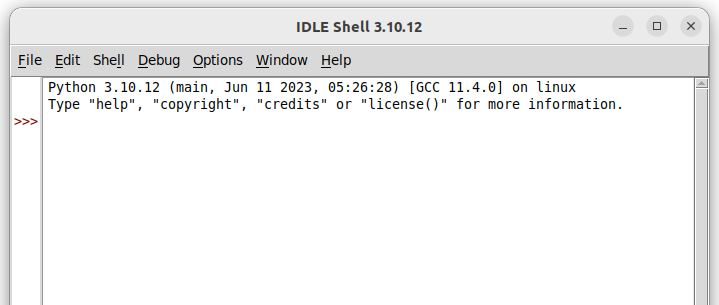 IDLE Shell 3.10.12
File Edit Shell Debug Options Window Help
Python 3.10.12 (main, Jun 11 2023, 05:26:28) [GCC 11.4.0] on linux
Type "help", "copyright", "credits" or "license()" for more information.
>>>